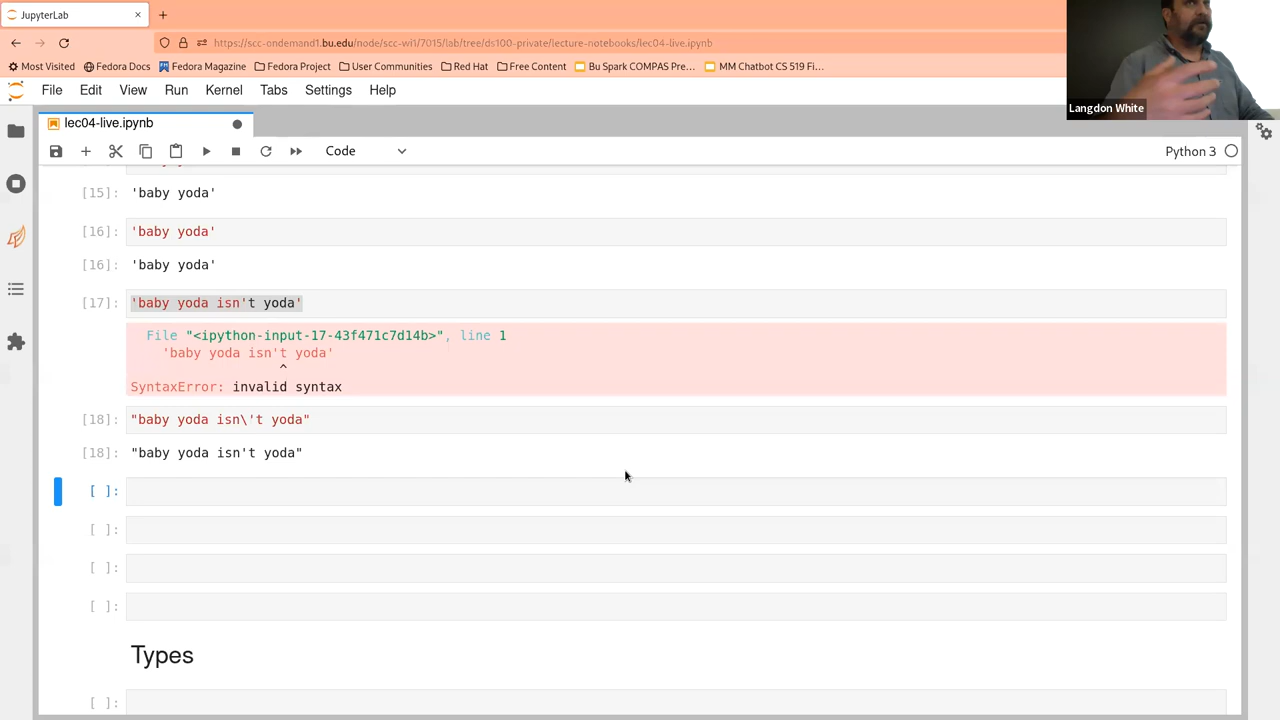 JupyterLab
https://scc-ondemand1.bu.edu/node/scc-wi1/7015/lab/tree/ds100-private/lecture-notebooks/lec04-live.ipynb
Most Visited Fedora Docs Fedora Magazine Fedora Project User Communities Red Hat Free Content Bu Spark COMPAS Pre... MM Chatbot CS 519 Fi...
Langdon White
File Edit View Run Kernel Tabs Settings Help
lec04-live.ipynb
Code Python 3
[15]: 'baby yoda'
[16]: 'baby yoda'
[16]: 'baby yoda'
[17]: 'baby yoda isn't yoda'
File "<ipython-input-17-43f471c7d14b>", line 1
'baby yoda isn't yoda'
^
SyntaxError: invalid syntax
[18]: "baby yoda isn\'t yoda"
[18]: "baby yoda isn't yoda"
[ ]:
[ ]:
[ ]:
[ ]:
Types
[ ]: